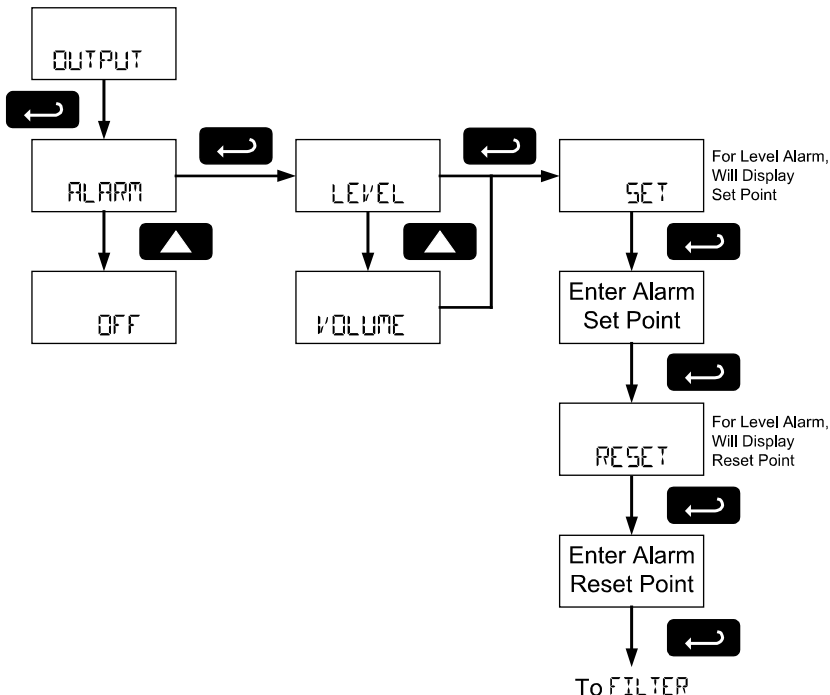 OUTPUT
ALARM
LEVEL
SET
For Level Alarm,
Will Display
Set Point
OFF
VOLUME
Enter Alarm
Set Point
RESET
For Level Alarm,
Will Display
Reset Point
Enter Alarm
Reset Point
To FILTER